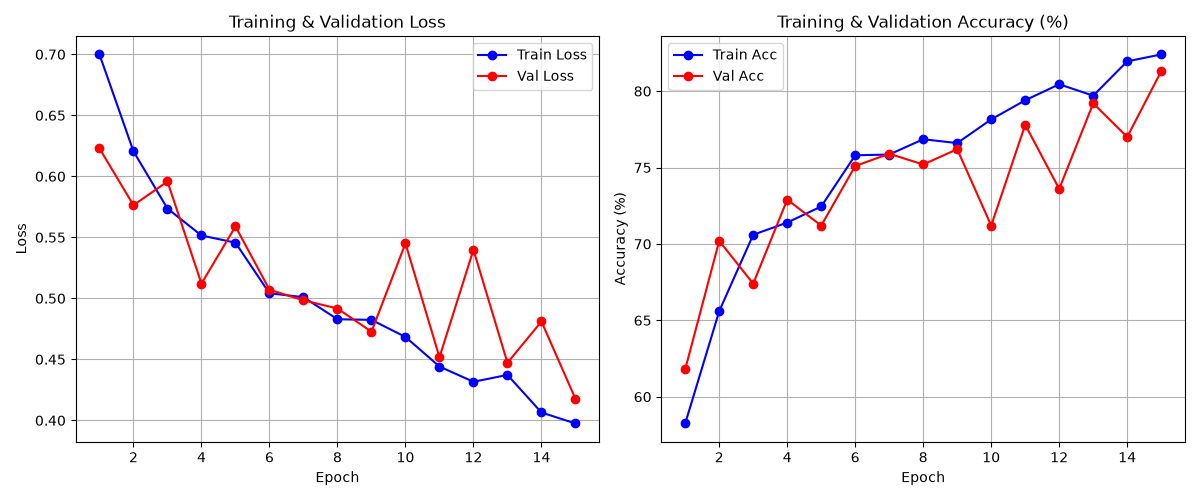 Training & Validation Loss
Train Loss
Val Loss
Loss
0.70
0.65
0.60
0.55
0.50
0.45
0.40
2 4 6 8 10 12 14
Epoch
Training & Validation Accuracy (%)
Train Acc
Val Acc
Accuracy (%)
80
75
70
65
60
2 4 6 8 10 12 14
Epoch